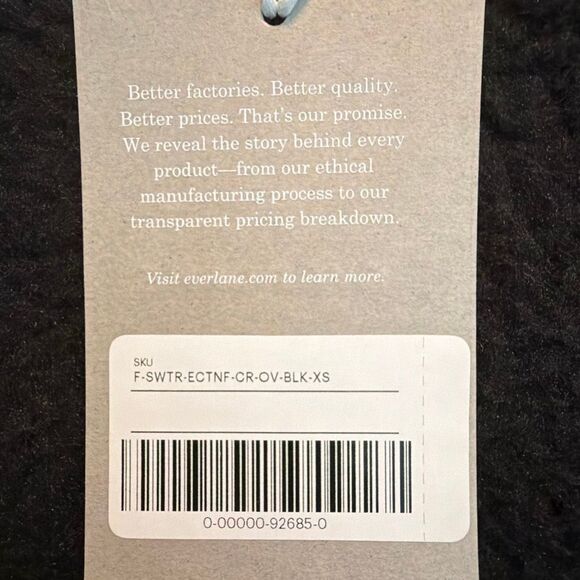 Better factories. Better quality.
Better prices. That's our promise.
We reveal the story behind every
product—from our ethical
manufacturing process to our
transparent pricing breakdown.
Visit everlane.com to learn more.
SKU
F-SWTR-ECTNF-CR-OV-BLK-XS
0-00000-92685-0